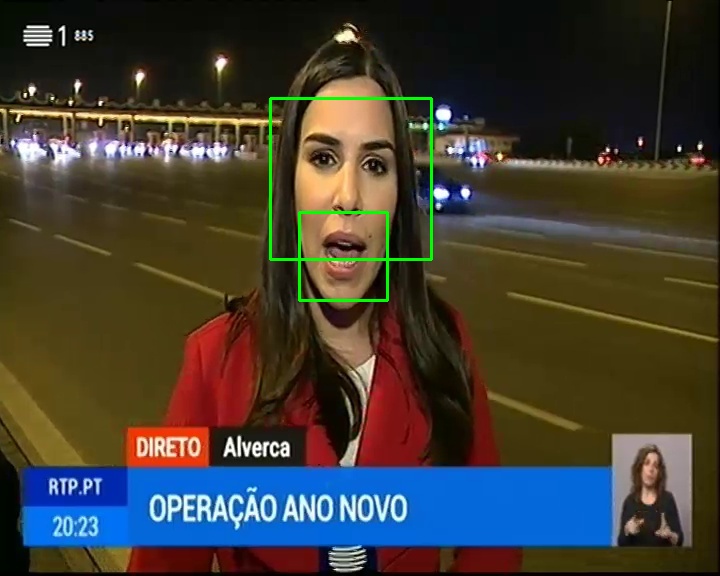 1 885
DIRETO Alverca
RTP.PT
OPERAÇÃO ANO NOVO
20:23